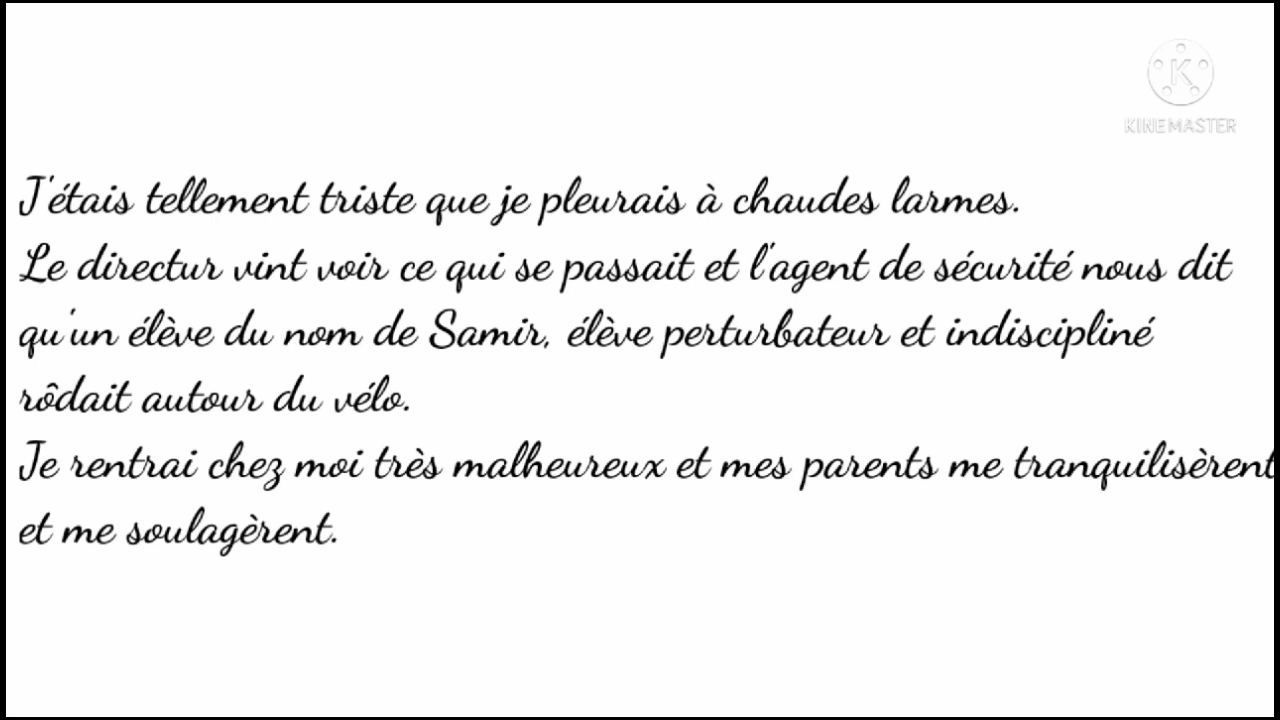 KINEMASTER
J'étais tellement triste que je pleurais à chaudes larmes.
Le directur vint voir ce qui se passait et l'agent de sécurité nous dit
qu'un élève du nom de Samir, élève perturbateur et indiscipliné
rôdait autour du vélo.
Je rentrai chez moi très malheureux et mes parents me tranquilisèrent
et me soulagèrent.